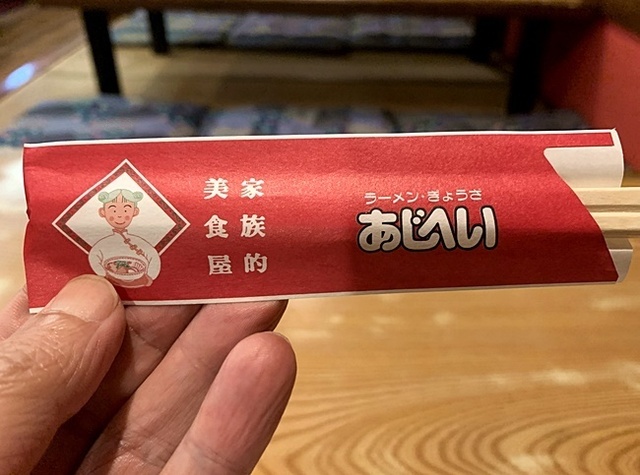 家族的
美食屋
ラーメン・ぎょうざ
あじへい